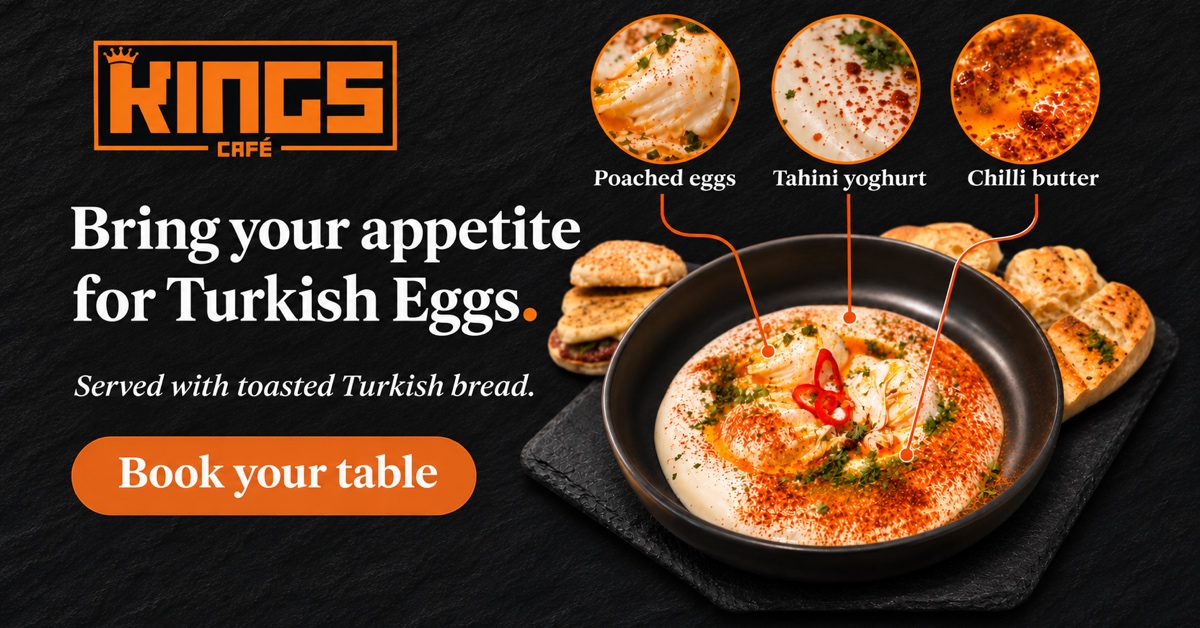 KINGS
CAFÉ
Bring your appetite
for Turkish Eggs.
Served with toasted Turkish bread.
Book your table
Poached eggs
Tahini yoghurt
Chilli butter